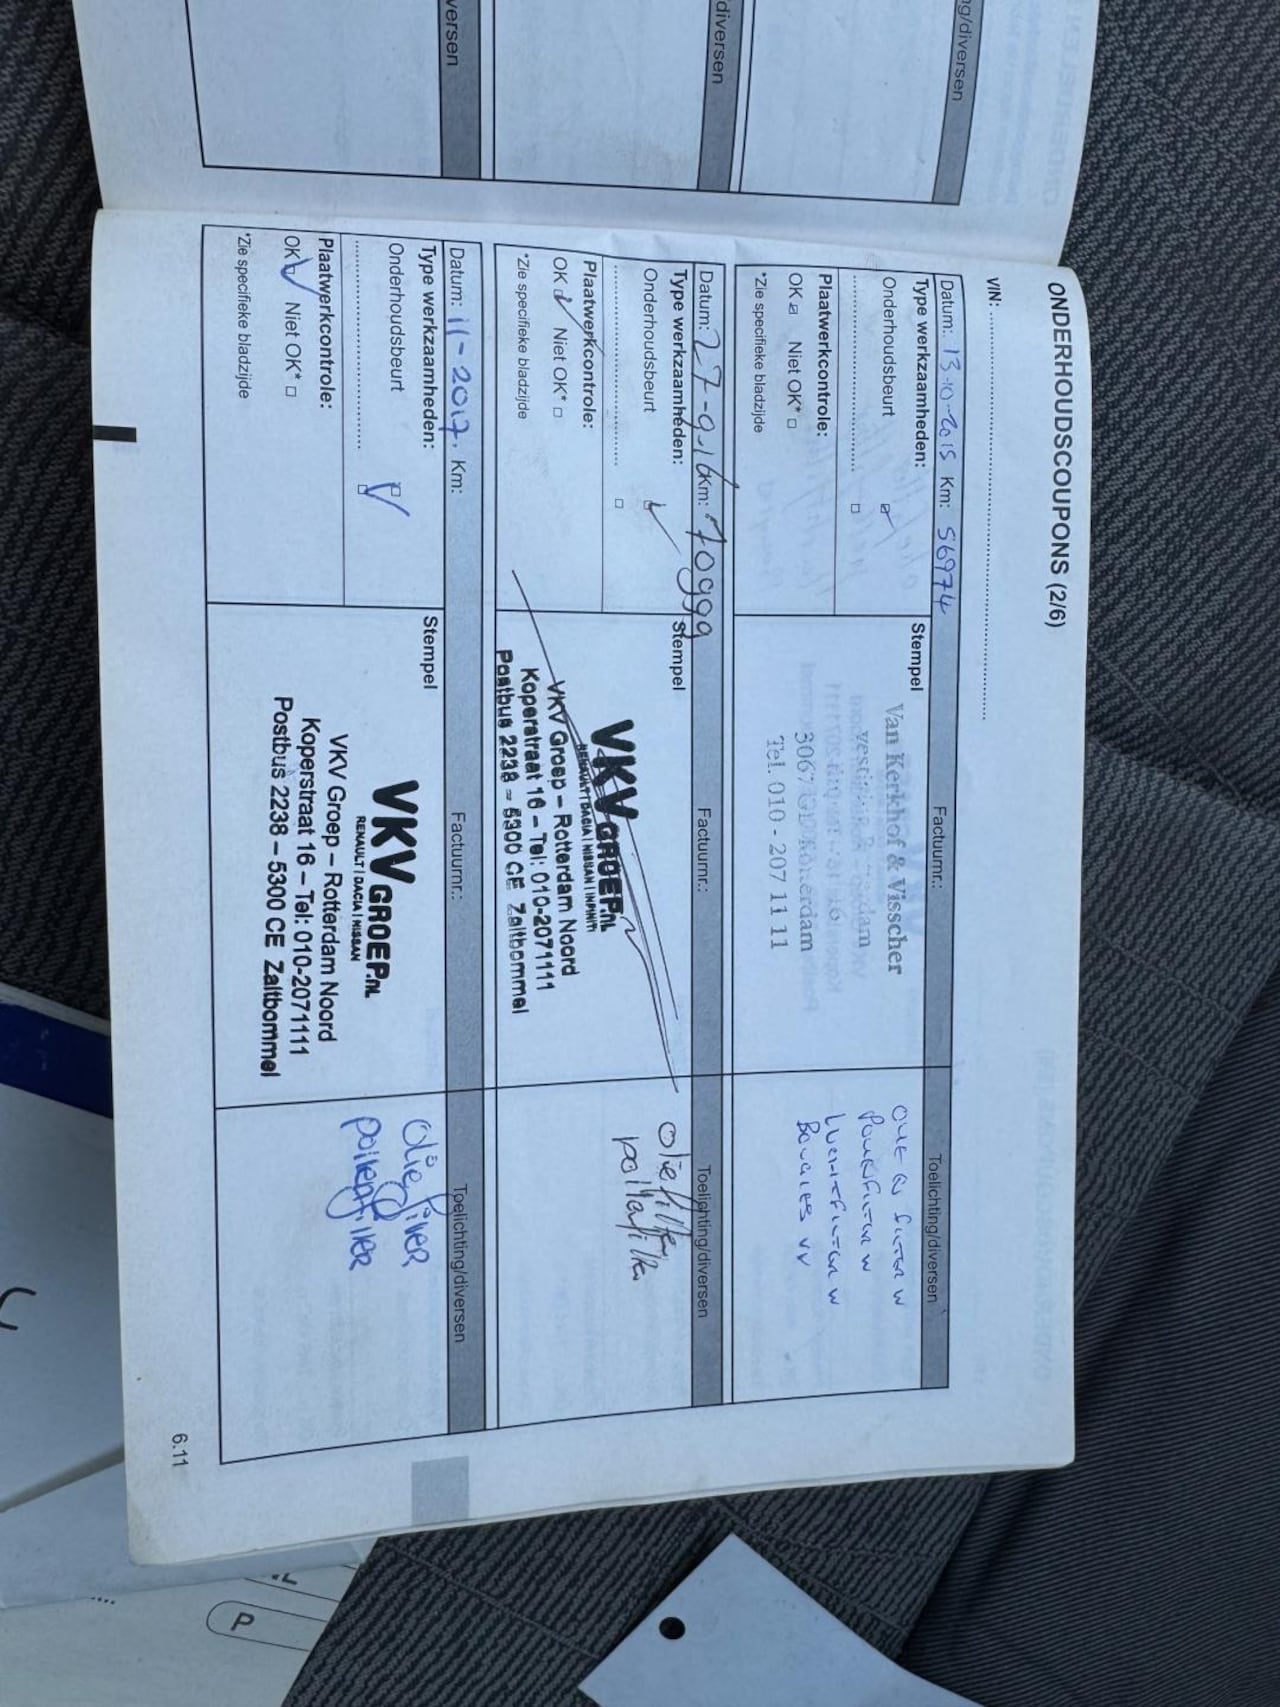 ONDERHOUDSCOUPONS (2/6)
VIN:
Datum: 13-10-2015 Km: 56974 Factuurnr.: Toelichting/diversen
Type werkzaamheden:
Onderhoudsbeurt
Plaatwerkcontrole:
OK Niet OK*
*Zie specifieke bladzijde
Stempel
Van Kerkhof & Visscher
3067 GD Rotterdam
Tel. 010 - 207 11 11
Bougies VV
Datum: 27-9-16 Km: 70999 Factuurnr.: Toelichting/diversen
Type werkzaamheden:
Onderhoudsbeurt
Plaatwerkcontrole:
OK Niet OK*
*Zie specifieke bladzijde
Stempel
VKV GROEP.NL
RENAULT | DACIA | NISSAN | INFINITI
VKV Groep – Rotterdam Noord
Koperstraat 16 – Tel: 010-2071111
Postbus 2238 – 5300 CE Zaltbommel
Datum: 11-2017. Km: Factuurnr.: Toelichting/diversen
Type werkzaamheden:
Onderhoudsbeurt
Plaatwerkcontrole:
OK Niet OK*
*Zie specifieke bladzijde
Stempel
VKV GROEP.NL
RENAULT | DACIA | NISSAN
VKV Groep – Rotterdam Noord
Koperstraat 16 – Tel: 010-2071111
Postbus 2238 – 5300 CE Zaltbommel
6.11
P